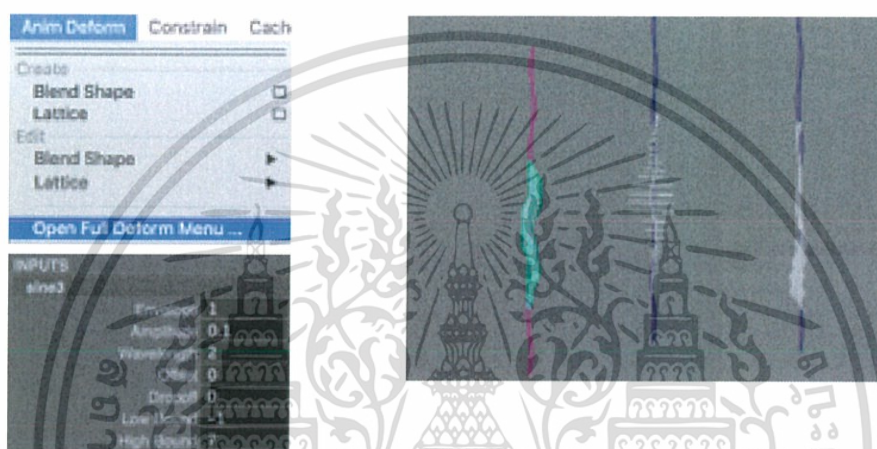 Anim Deform Constrain Cach
Create
Blend Shape
Lattice
Edit
Blend Shape
Lattice
Open Full Deform Menu ...
INPUTS
sine3
Envelope 1
Amplitude 0.1
Wavelength 2
Offset 0
Dropoff 0
Low Bound -1
High Bound